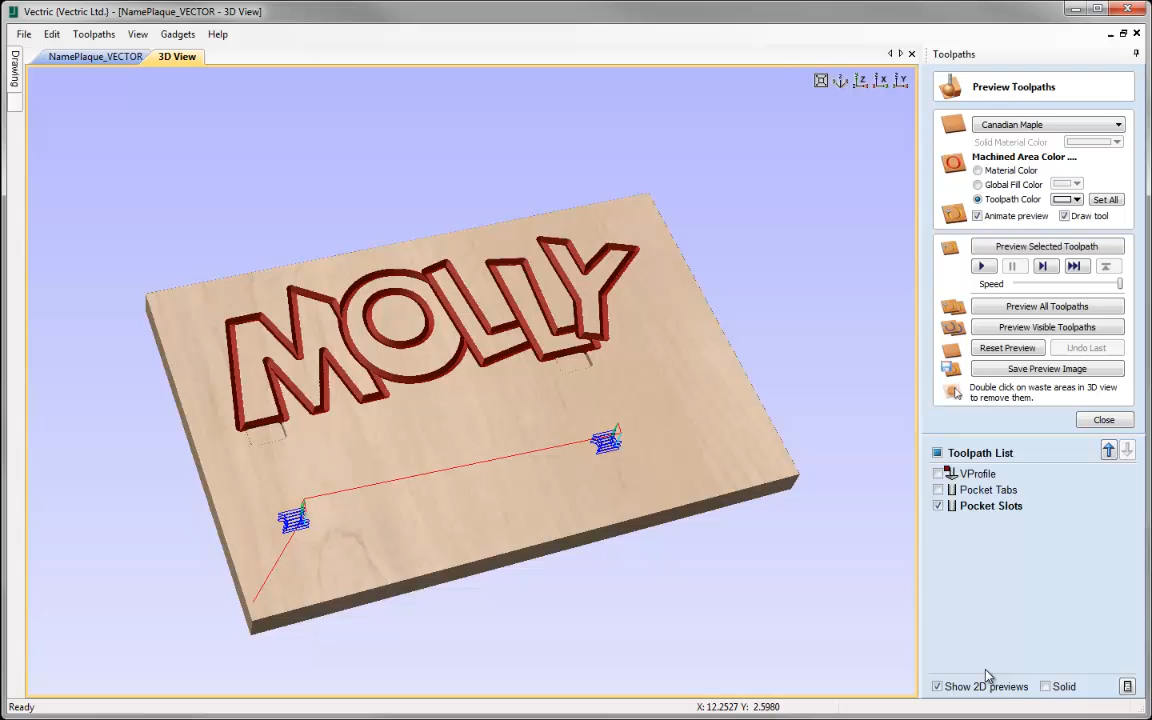 Vectric {Vectric Ltd.} - [NamePlaque_VECTOR - 3D View]
File Edit Toolpaths View Gadgets Help
NamePlaque_VECTOR 3D View
Drawing
Z X Y
MOLLY
Toolpaths
Preview Toolpaths
Canadian Maple
Solid Material Color
Machined Area Color ....
Material Color
Global Fill Color
Toolpath Color Set All
Animate preview Draw tool
Preview Selected Toolpath
Speed
Preview All Toolpaths
Preview Visible Toolpaths
Reset Preview Undo Last
Save Preview Image
Double click on waste areas in 3D view
to remove them.
Close
Toolpath List
VProfile
Pocket Tabs
Pocket Slots
Show 2D previews Solid
Ready X: 12.2527 Y: 2.5980